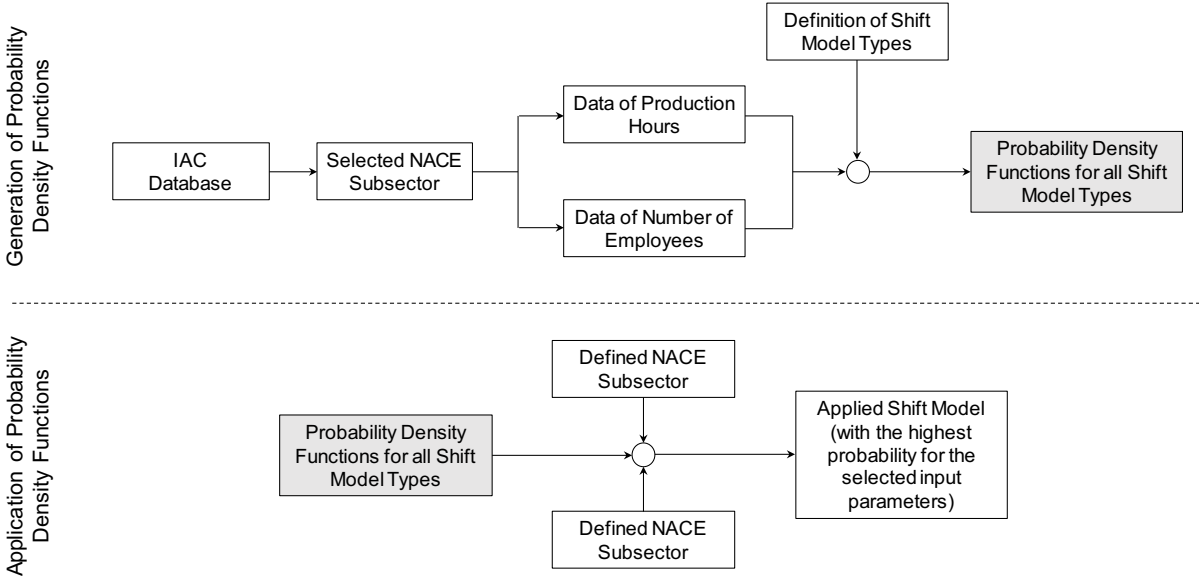 Generation of Probability
Density Functions
Definition of Shift
Model Types
Data of Production
Hours
IAC
Database
Selected NACE
Subsector
Data of Number of
Employees
Probability Density
Functions for all Shift
Model Types
Application of Probability
Density Functions
Defined NACE
Subsector
Probability Density
Functions for all Shift
Model Types
Applied Shift Model
(with the highest
probability for the
selected input
parameters)
Defined NACE
Subsector